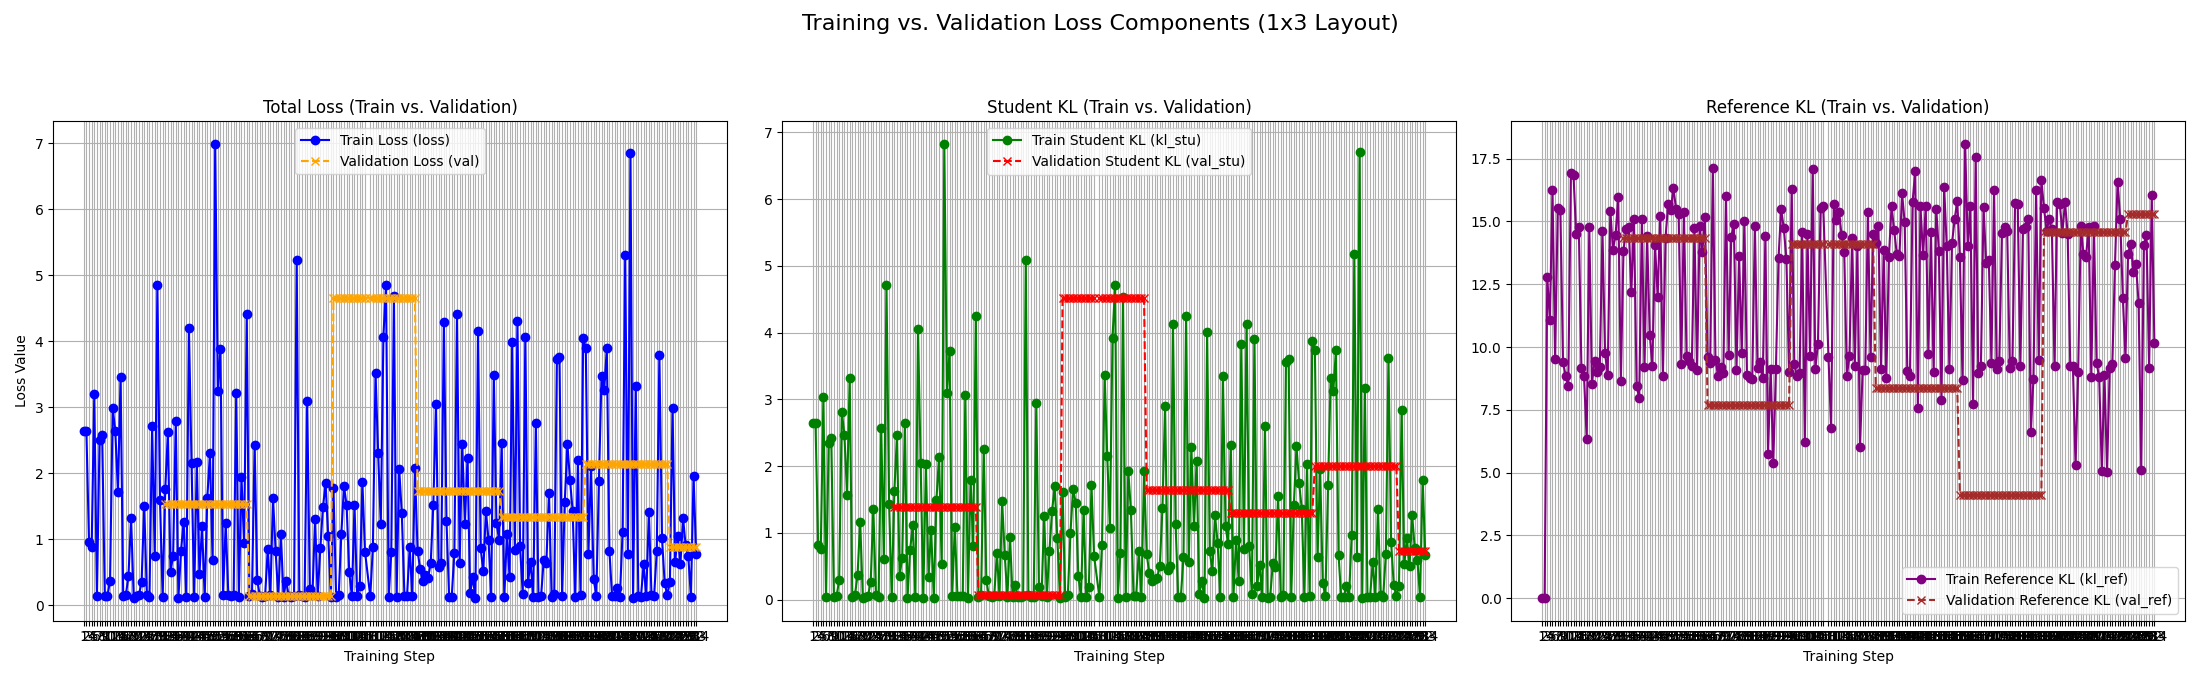 Training vs. Validation Loss Components (1x3 Layout)
Total Loss (Train vs. Validation)
Train Loss (loss)
Validation Loss (val)
7
6
5
4
3
2
1
0
Loss Value
Training Step
Student KL (Train vs. Validation)
Train Student KL (kl_stu)
Validation Student KL (val_stu)
7
6
5
4
3
2
1
0
Training Step
Reference KL (Train vs. Validation)
17.5
15.0
12.5
10.0
7.5
5.0
2.5
0.0
Train Reference KL (kl_ref)
Validation Reference KL (val_ref)
Training Step